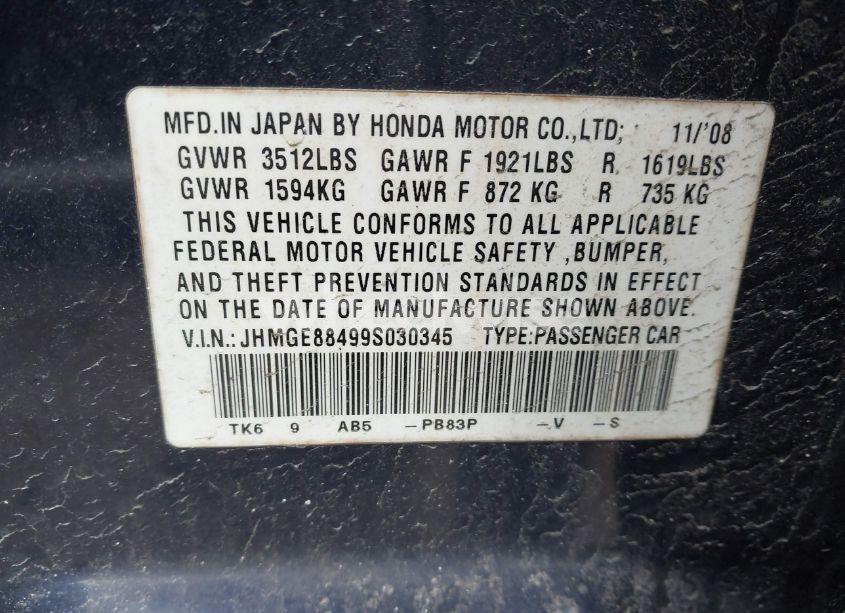 MFD.IN JAPAN BY HONDA MOTOR CO.,LTD; 11/'08
GVWR 3512LBS GAWR F 1921LBS R 1619LBS
GVWR 1594KG GAWR F 872 KG R 735 KG
THIS VEHICLE CONFORMS TO ALL APPLICABLE
FEDERAL MOTOR VEHICLE SAFETY ,BUMPER,
AND THEFT PREVENTION STANDARDS IN EFFECT
ON THE DATE OF MANUFACTURE SHOWN ABOVE.
V.I.N.:JHMGE88499S030345 TYPE:PASSENGER CAR
TK6 9 AB5 -PB83P -V -S